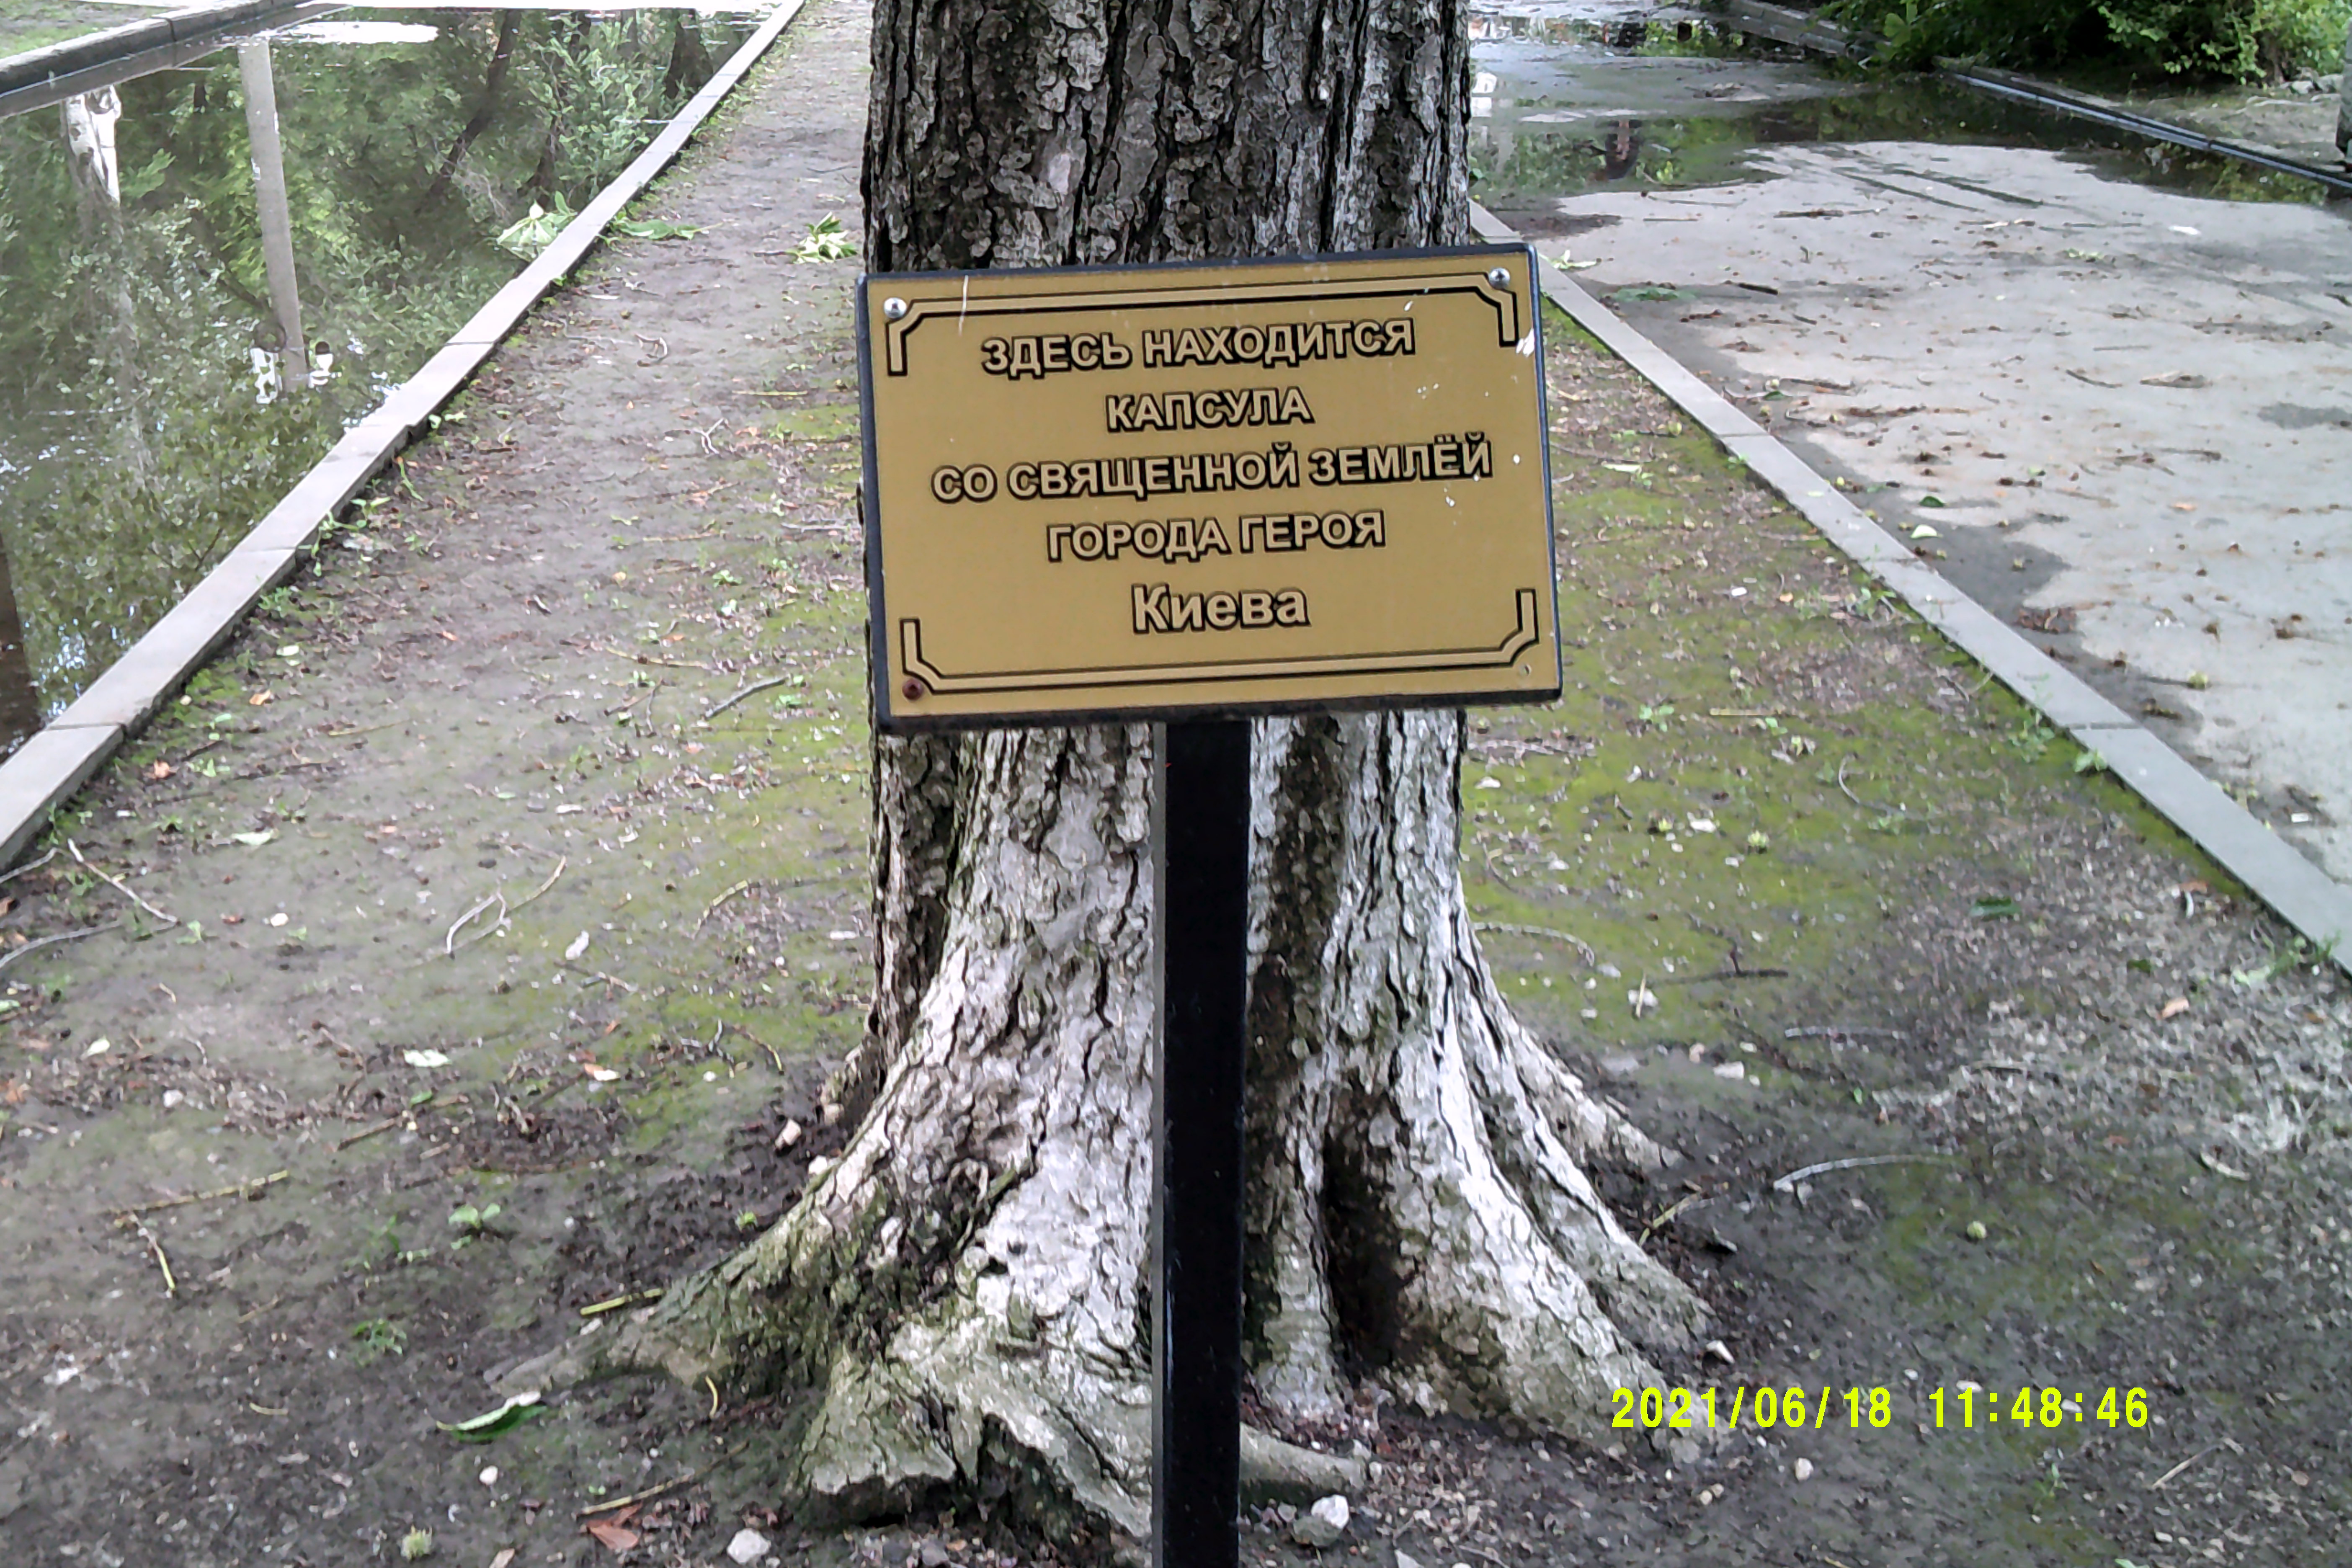 ЗДЕСЬ НАХОДИТСЯ
КАПСУЛА
СО СВЯЩЕННОЙ ЗЕМЛЁЙ
ГОРОДА ГЕРОЯ
Киева
2021/06/18 11:48:46